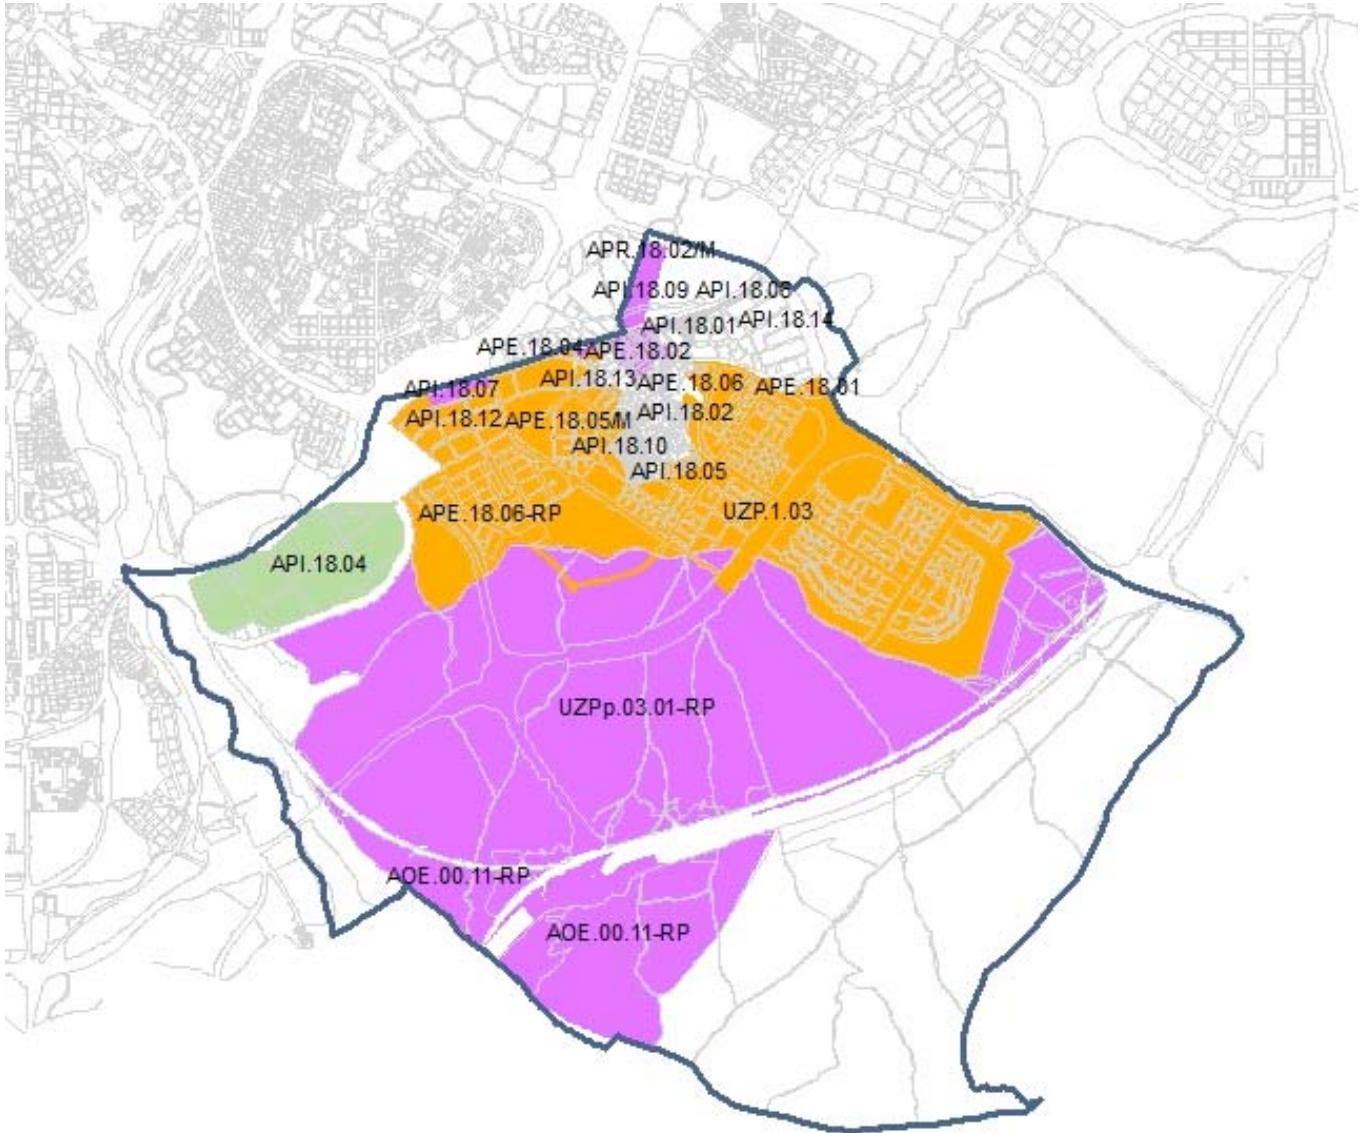 APR.18.02/M
API.18.09 API.18.08
API.18.01 API.18.14
APE.18.04 APE.18.02
API.18.13 APE.18.06 APE.18.01
API.18.07
API.18.12 APE.18.05/M API.18.02
API.18.10
API.18.05
APE.18.06-RP UZP.1.03
API.18.04
UZPp.03.01-RP
AOE.00.11-RP
AOE.00.11-RP